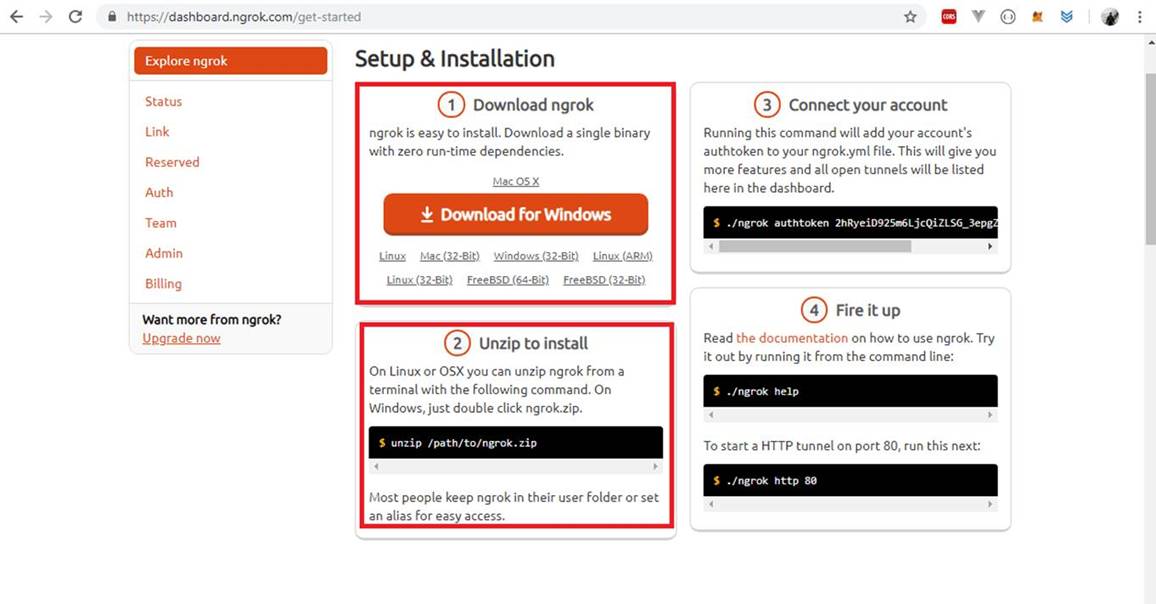 https://dashboard.ngrok.com/get-started
CORS
Explore ngrok
Status
Link
Reserved
Auth
Team
Admin
Billing
Want more from ngrok?
Upgrade now
Setup & Installation
1 Download ngrok
ngrok is easy to install. Download a single binary
with zero run-time dependencies.
Mac OS X
Download for Windows
Linux Mac (32-Bit) Windows (32-Bit) Linux (ARM)
Linux (32-Bit) FreeBSD (64-Bit) FreeBSD (32-Bit)
2 Unzip to install
On Linux or OSX you can unzip ngrok from a
terminal with the following command. On
Windows, just double click ngrok.zip.
$ unzip /path/to/ngrok.zip
Most people keep ngrok in their user folder or set
an alias for easy access.
3 Connect your account
Running this command will add your account's
authtoken to your ngrok.yml file. This will give you
more features and all open tunnels will be listed
here in the dashboard.
$ ./ngrok authtoken 2hRyeiD925m6LjcQiZLSG_3epgZ
4 Fire it up
Read the documentation on how to use ngrok. Try
it out by running it from the command line:
$ ./ngrok help
To start a HTTP tunnel on port 80, run this next:
$ ./ngrok http 80